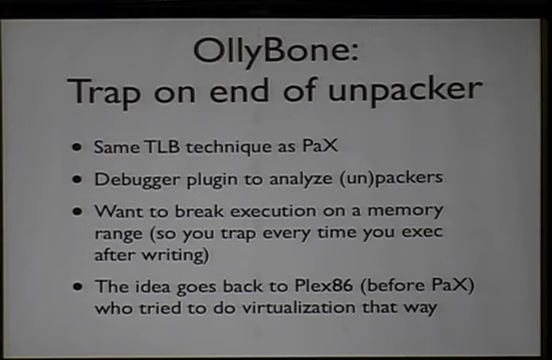 OllyBone:
Trap on end of unpacker
• Same TLB technique as PaX
• Debugger plugin to analyze (un)packers
• Want to break execution on a memory
range (so you trap every time you exec
after writing)
• The idea goes back to Plex86 (before PaX)
who tried to do virtualization that way